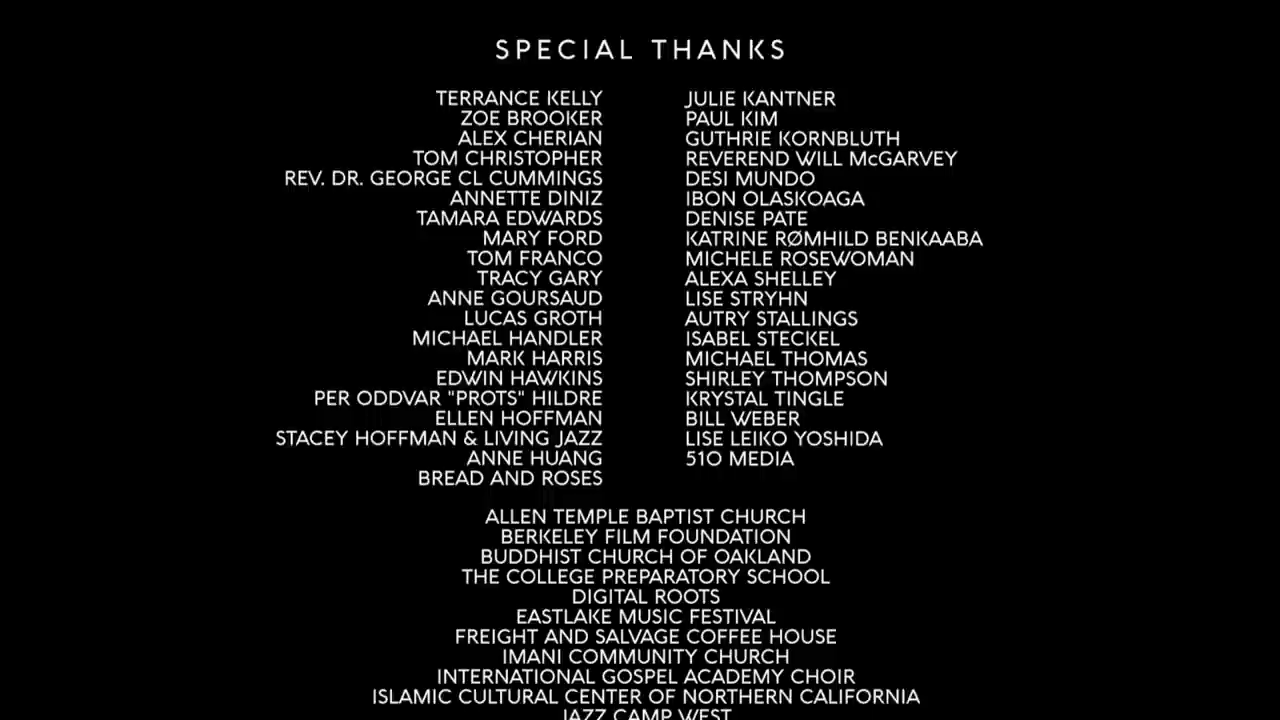 SPECIAL THANKS
TERRANCE KELLY
ZOE BROOKER
ALEX CHERIAN
TOM CHRISTOPHER
REV. DR. GEORGE CL CUMMINGS
ANNETTE DINIZ
TAMARA EDWARDS
MARY FORD
TOM FRANCO
TRACY GARY
ANNE GOURSAUD
LUCAS GROTH
MICHAEL HANDLER
MARK HARRIS
EDWIN HAWKINS
PER ODDVAR "PROTS" HILDRE
ELLEN HOFFMAN
STACEY HOFFMAN & LIVING JAZZ
ANNE HUANG
BREAD AND ROSES
JULIE KANTNER
PAUL KIM
GUTHRIE KORNBLUTH
REVEREND WILL McGARVEY
DESI MUNDO
IBON OLASKOAGA
DENISE PATE
KATRINE RØMHILD BENKAABA
MICHELE ROSEWOMAN
ALEXA SHELLEY
LISE STRYHN
AUTRY STALLINGS
ISABEL STECKEL
MICHAEL THOMAS
SHIRLEY THOMPSON
KRYSTAL TINGLE
BILL WEBER
LISE LEIKO YOSHIDA
510 MEDIA
ALLEN TEMPLE BAPTIST CHURCH
BERKELEY FILM FOUNDATION
BUDDHIST CHURCH OF OAKLAND
THE COLLEGE PREPARATORY SCHOOL
DIGITAL ROOTS
EASTLAKE MUSIC FESTIVAL
FREIGHT AND SALVAGE COFFEE HOUSE
IMANI COMMUNITY CHURCH
INTERNATIONAL GOSPEL ACADEMY CHOIR
ISLAMIC CULTURAL CENTER OF NORTHERN CALIFORNIA
JAZZ CAMP WEST